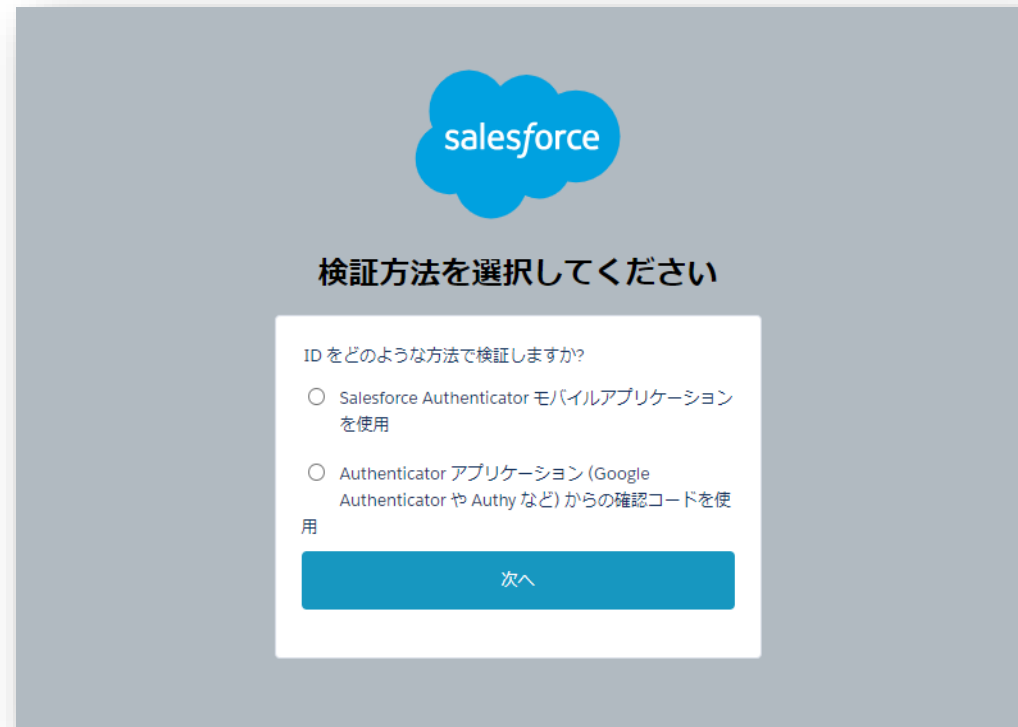 salesforce
検証方法を選択してください
ID をどのような方法で検証しますか?
Salesforce Authenticator モバイルアプリケーション
を使用
Authenticator アプリケーション (Google
Authenticator や Authy など) からの確認コードを使
用
次へ